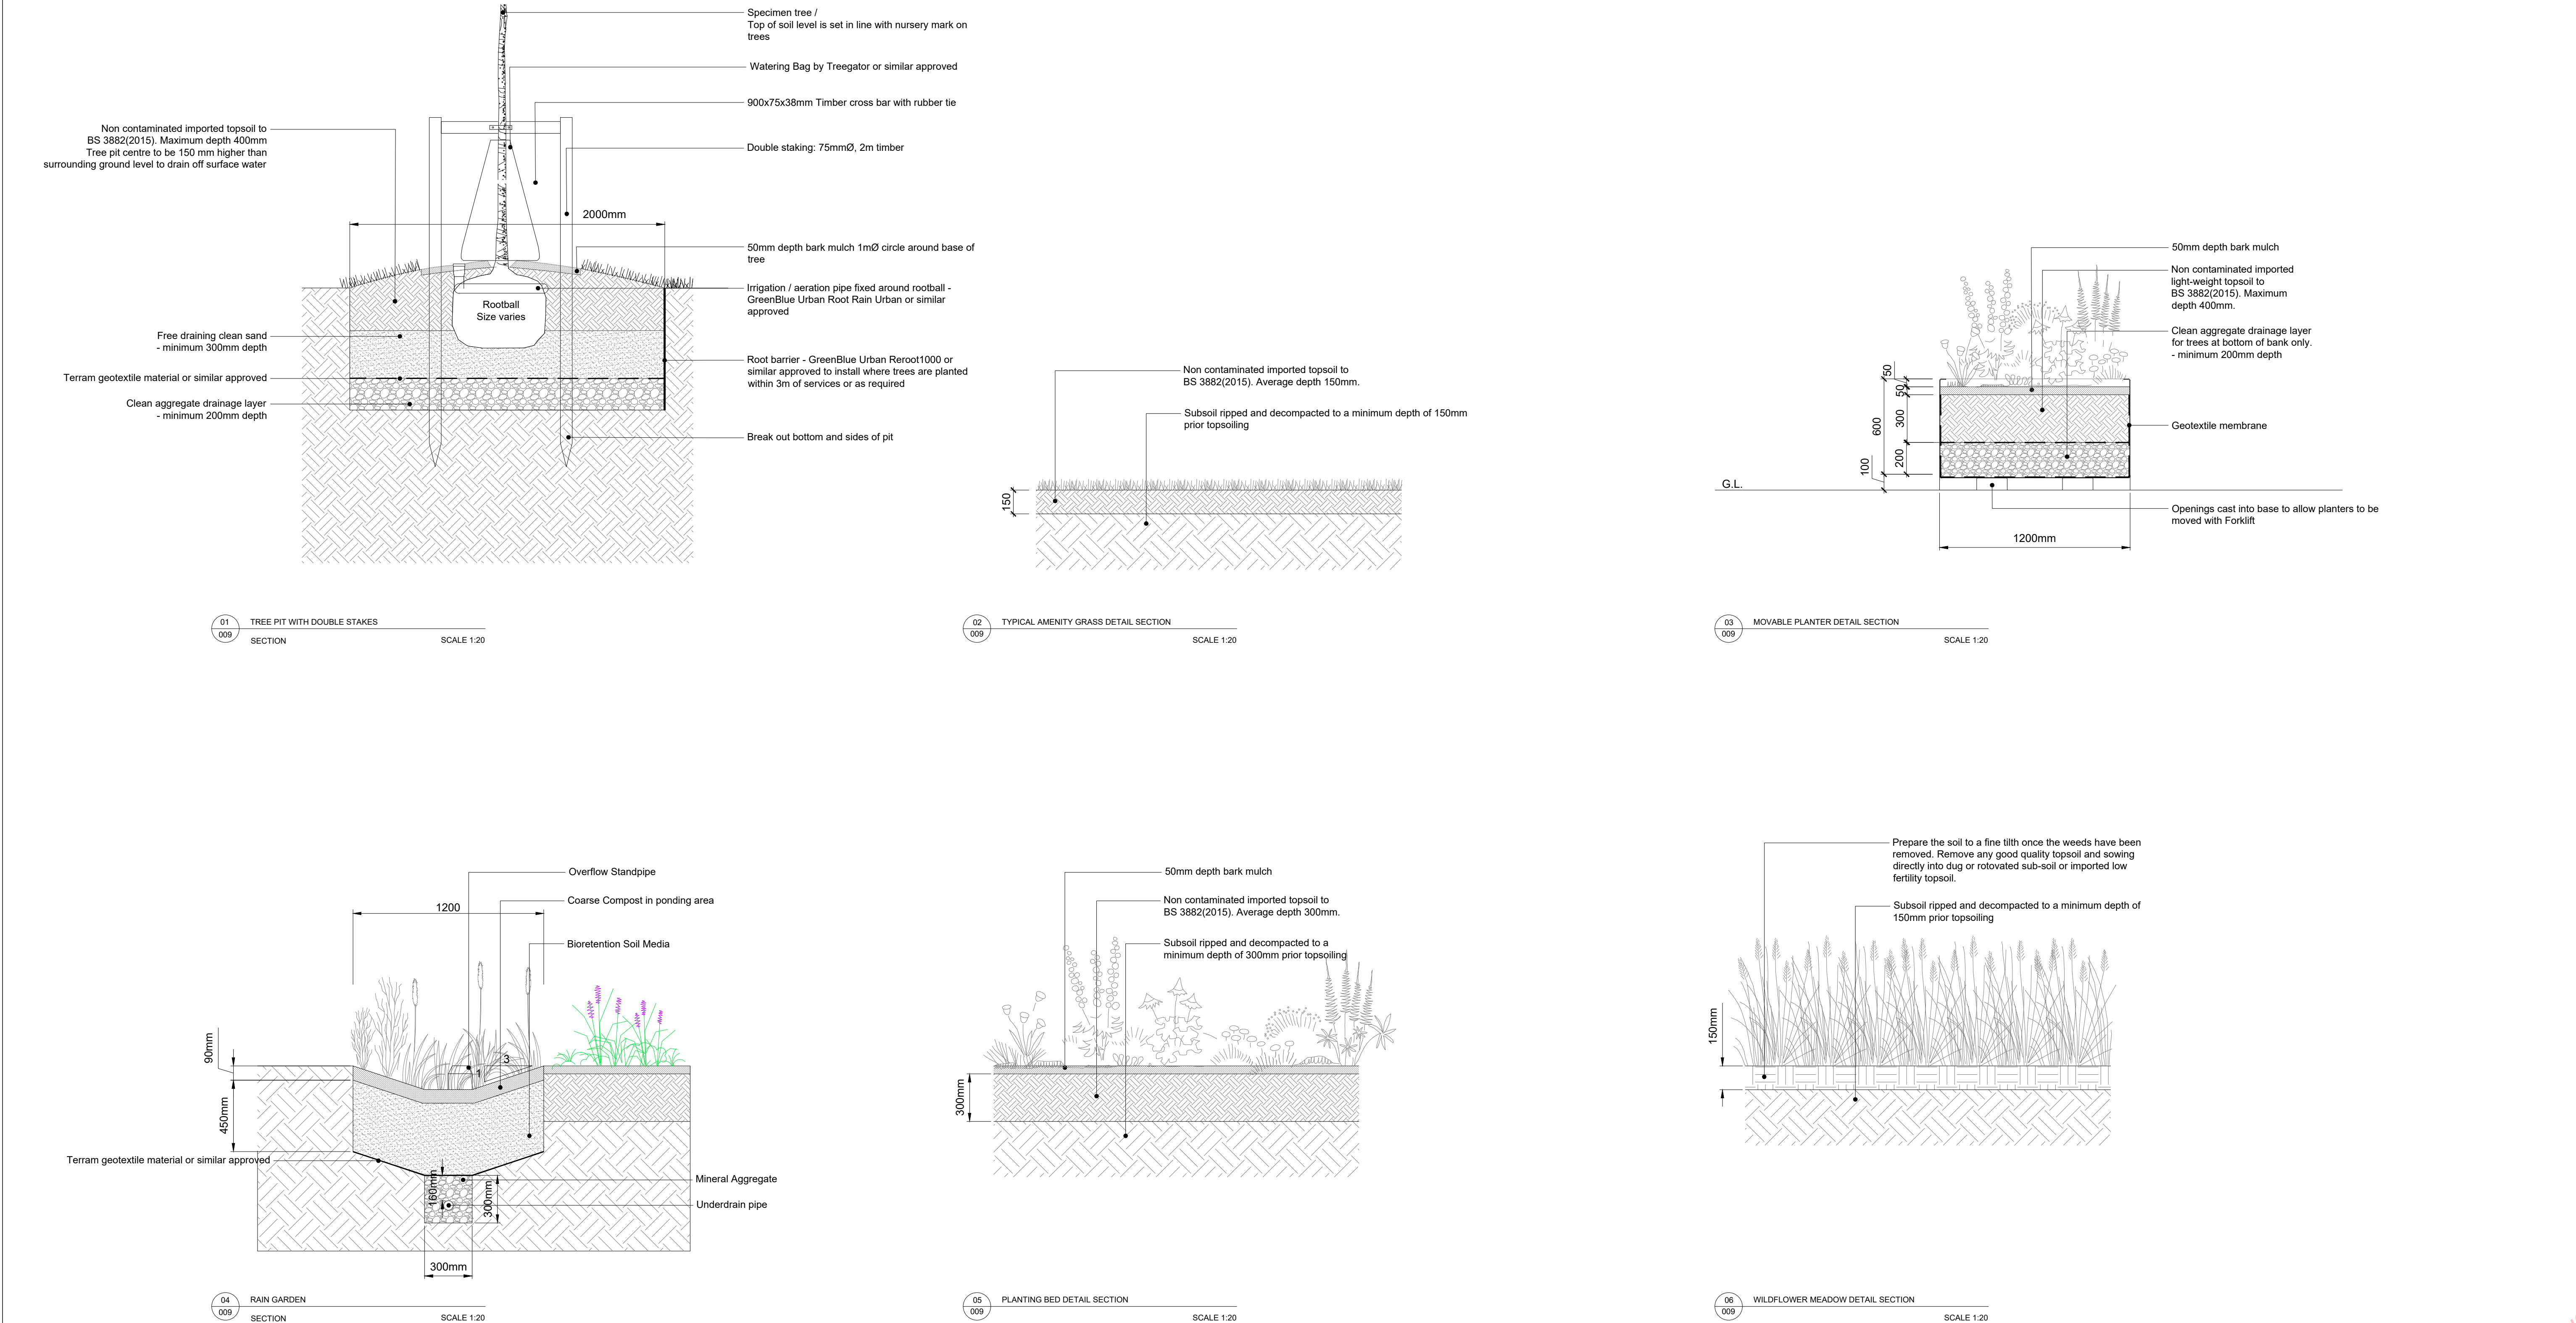 Specimen tree /
Top of soil level is set in line with nursery mark on
trees
Watering Bag by Treegator or similar approved
900x75x38mm Timber cross bar with rubber tie
Non contaminated imported topsoil to
BS 3882(2015). Maximum depth 400mm
Tree pit centre to be 150 mm higher than
surrounding ground level to drain off surface water
Double staking: 75mmØ, 2m timber
2000mm
50mm depth bark mulch 1mØ circle around base of
tree
Irrigation / aeration pipe fixed around rootball -
GreenBlue Urban Root Rain Urban or similar
approved
Rootball
Size varies
Free draining clean sand
- minimum 300mm depth
Root barrier - GreenBlue Urban Reroot1000 or
similar approved to install where trees are planted
within 3m of services or as required
Terram geotextile material or similar approved
Clean aggregate drainage layer
- minimum 200mm depth
Break out bottom and sides of pit
01
009
TREE PIT WITH DOUBLE STAKES
SECTION
SCALE 1:20
Non contaminated imported topsoil to
BS 3882(2015). Average depth 150mm.
Subsoil ripped and decompacted to a minimum depth of 150mm
prior topsoiling
150
02
009
TYPICAL AMENITY GRASS DETAIL SECTION
SCALE 1:20
50mm depth bark mulch
Non contaminated imported
light-weight topsoil to
BS 3882(2015). Maximum
depth 400mm.
Clean aggregate drainage layer
for trees at bottom of bank only.
- minimum 200mm depth
Geotextile membrane
50
50
300
600
200
100
G.L.
Openings cast into base to allow planters to be
moved with Forklift
1200mm
03
009
MOVABLE PLANTER DETAIL SECTION
SCALE 1:20
Overflow Standpipe
Coarse Compost in ponding area
1200
Bioretention Soil Media
90mm
3
1
450mm
Terram geotextile material or similar approved
160mm
300mm
Mineral Aggregate
Underdrain pipe
300mm
04
009
RAIN GARDEN
SECTION
SCALE 1:20
50mm depth bark mulch
Non contaminated imported topsoil to
BS 3882(2015). Average depth 300mm.
Subsoil ripped and decompacted to a
minimum depth of 300mm prior topsoiling
300mm
05
009
PLANTING BED DETAIL SECTION
SCALE 1:20
Prepare the soil to a fine tilth once the weeds have been
removed. Remove any good quality topsoil and sowing
directly into dug or rotovated sub-soil or imported low
fertility topsoil.
Subsoil ripped and decompacted to a minimum depth of
150mm prior topsoiling
150mm
06
009
WILDFLOWER MEADOW DETAIL SECTION
SCALE 1:20